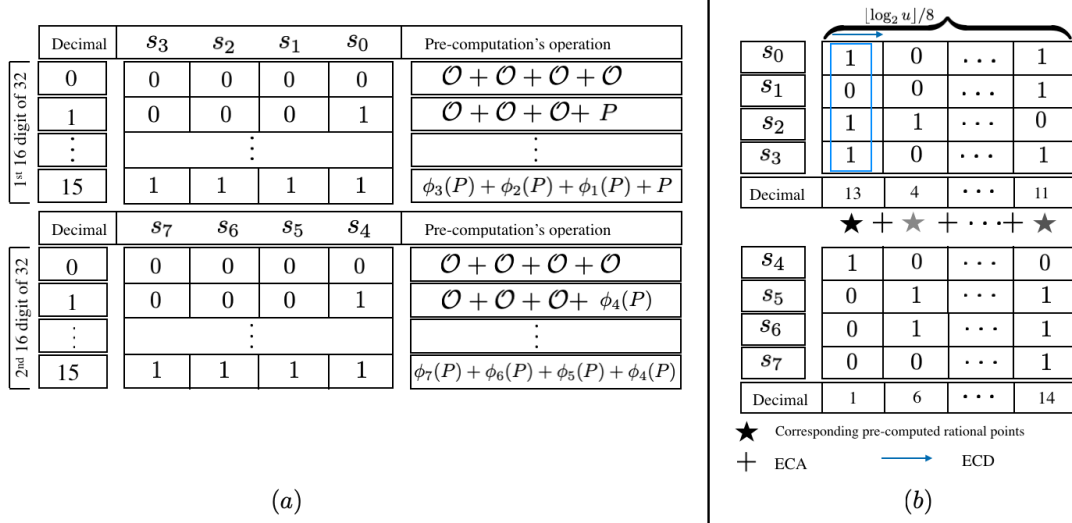 Decimal s₃ s₂ s₁ s₀ Pre-computation's operation
1ˢᵗ 16 digit of 32
0 0 0 0 0 𝒪 + 𝒪 + 𝒪 + 𝒪
1 0 0 0 1 𝒪 + 𝒪 + 𝒪+ P
⋮ ⋮ ⋮
15 1 1 1 1 ϕ₃(P) + ϕ₂(P) + ϕ₁(P) + P
Decimal s₇ s₆ s₅ s₄ Pre-computation's operation
2ⁿᵈ 16 digit of 32
0 0 0 0 0 𝒪 + 𝒪 + 𝒪 + 𝒪
1 0 0 0 1 𝒪 + 𝒪 + 𝒪+ ϕ₄(P)
⋮ ⋮ ⋮
15 1 1 1 1 ϕ₇(P) + ϕ₆(P) + ϕ₅(P) + ϕ₄(P)
(a)
⌊log₂ u⌋/8
s₀ 1 0 ··· 1
s₁ 0 0 ··· 1
s₂ 1 1 ··· 0
s₃ 1 0 ··· 1
Decimal 13 4 ··· 11
★ + ★ + ··· + ★
s₄ 1 0 ··· 0
s₅ 0 1 ··· 1
s₆ 0 1 ··· 1
s₇ 0 0 ··· 1
Decimal 1 6 ··· 14
★ Corresponding pre-computed rational points
+ ECA → ECD
(b)